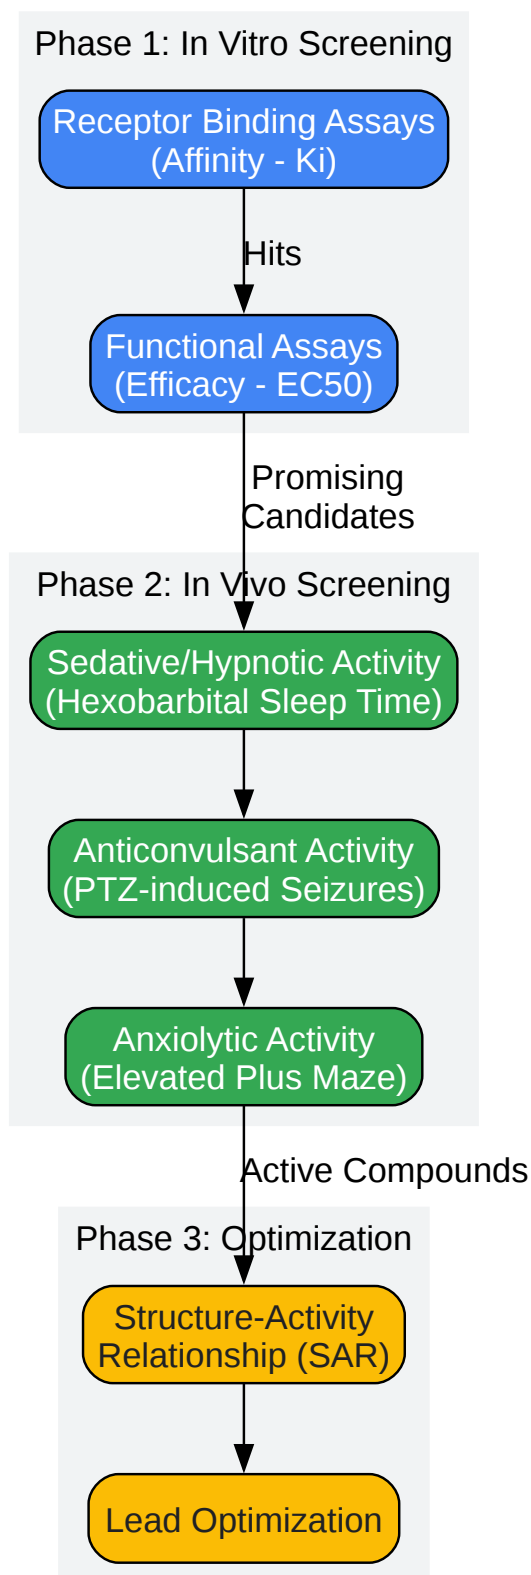 Phase 1: In Vitro Screening
Receptor Binding Assays
(Affinity - Ki)
Hits
Functional Assays
(Efficacy - EC50)
Promising
Candidates
Phase 2: In Vivo Screening
Sedative/Hypnotic Activity
(Hexobarbital Sleep Time)
Anticonvulsant Activity
(PTZ-induced Seizures)
Anxiolytic Activity
(Elevated Plus Maze)
Active Compounds
Phase 3: Optimization
Structure-Activity
Relationship (SAR)
Lead Optimization